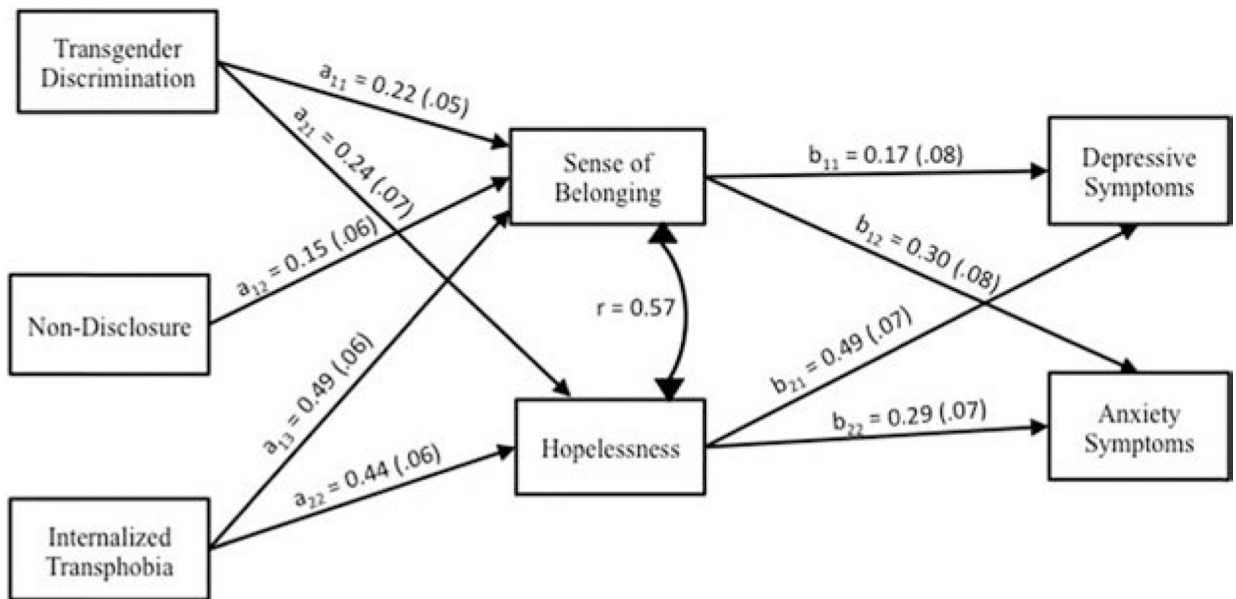 Transgender
Discrimination
a₁₁ = 0.22 (.05)
a₂₁ = 0.24 (.07)
Sense of
Belonging
b₁₁ = 0.17 (.08)
Depressive
Symptoms
b₁₂ = 0.30 (.08)
a₁₂ = 0.15 (.06)
Non-Disclosure
r = 0.57
a₁₃ = 0.49 (.06)
b₂₁ = 0.49 (.07)
a₂₂ = 0.44 (.06)
Hopelessness
b₂₂ = 0.29 (.07)
Anxiety
Symptoms
Internalized
Transphobia